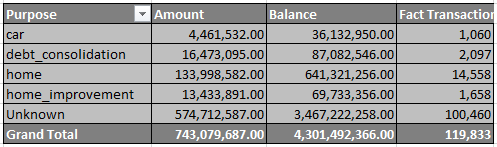 Purpose Amount Balance Fact Transaction
car 4,461,532.00 36,132,950.00 1,060
debt_consolidation 16,473,095.00 87,082,546.00 2,097
home 133,998,582.00 641,321,256.00 14,558
home_improvement 13,433,891.00 69,733,356.00 1,658
Unknown 574,712,587.00 3,467,222,258.00 100,460
Grand Total 743,079,687.00 4,301,492,366.00 119,833